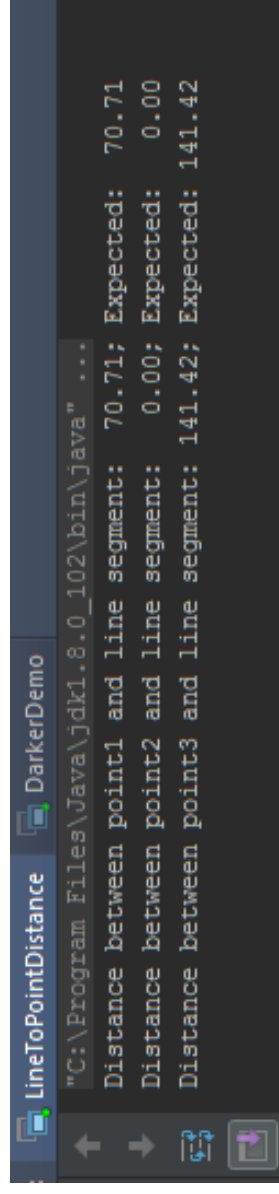 LineToPointDistance DarkerDemo
"C:\Program Files\Java\jdk1.8.0_102\bin\java" ...
Distance between point1 and line segment:  70.71; Expected:  70.71
Distance between point2 and line segment:   0.00; Expected:   0.00
Distance between point3 and line segment: 141.42; Expected: 141.42